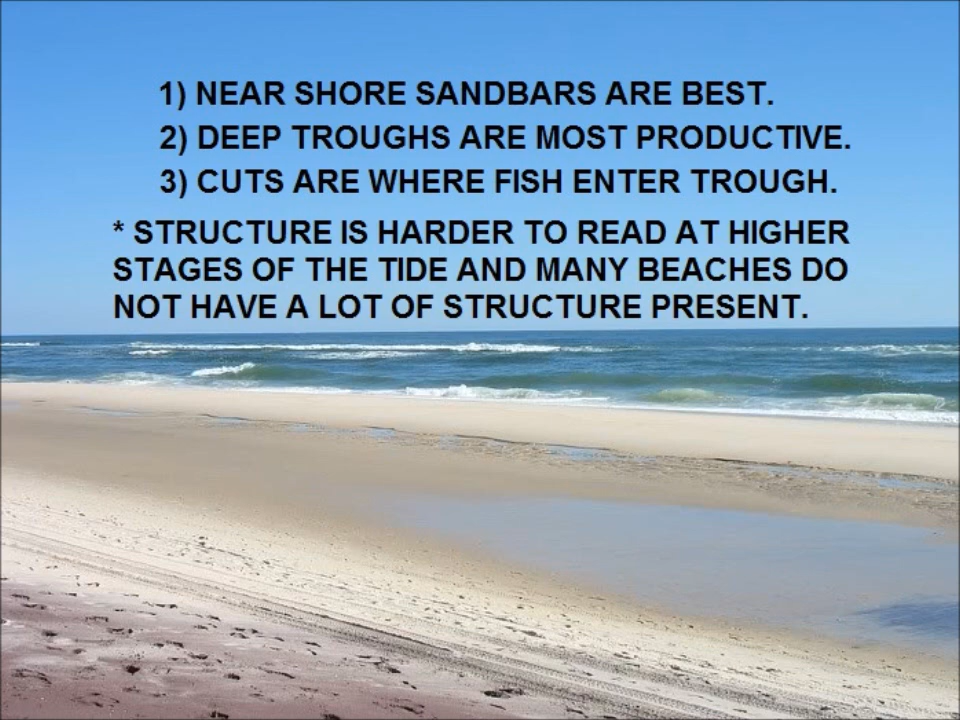 1) NEAR SHORE SANDBARS ARE BEST.
2) DEEP TROUGHS ARE MOST PRODUCTIVE.
3) CUTS ARE WHERE FISH ENTER TROUGH.
* STRUCTURE IS HARDER TO READ AT HIGHER
STAGES OF THE TIDE AND MANY BEACHES DO
NOT HAVE A LOT OF STRUCTURE PRESENT.